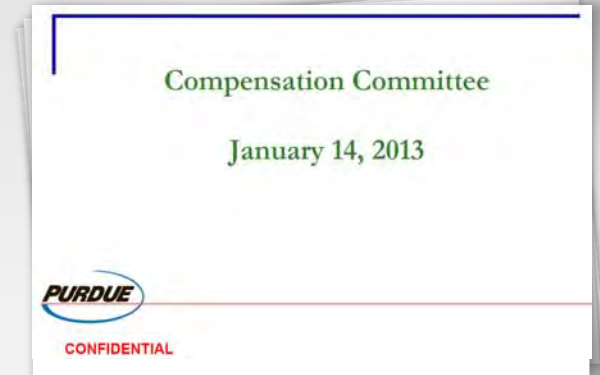 Compensation Committee
January 14, 2013
PURDUE
CONFIDENTIAL